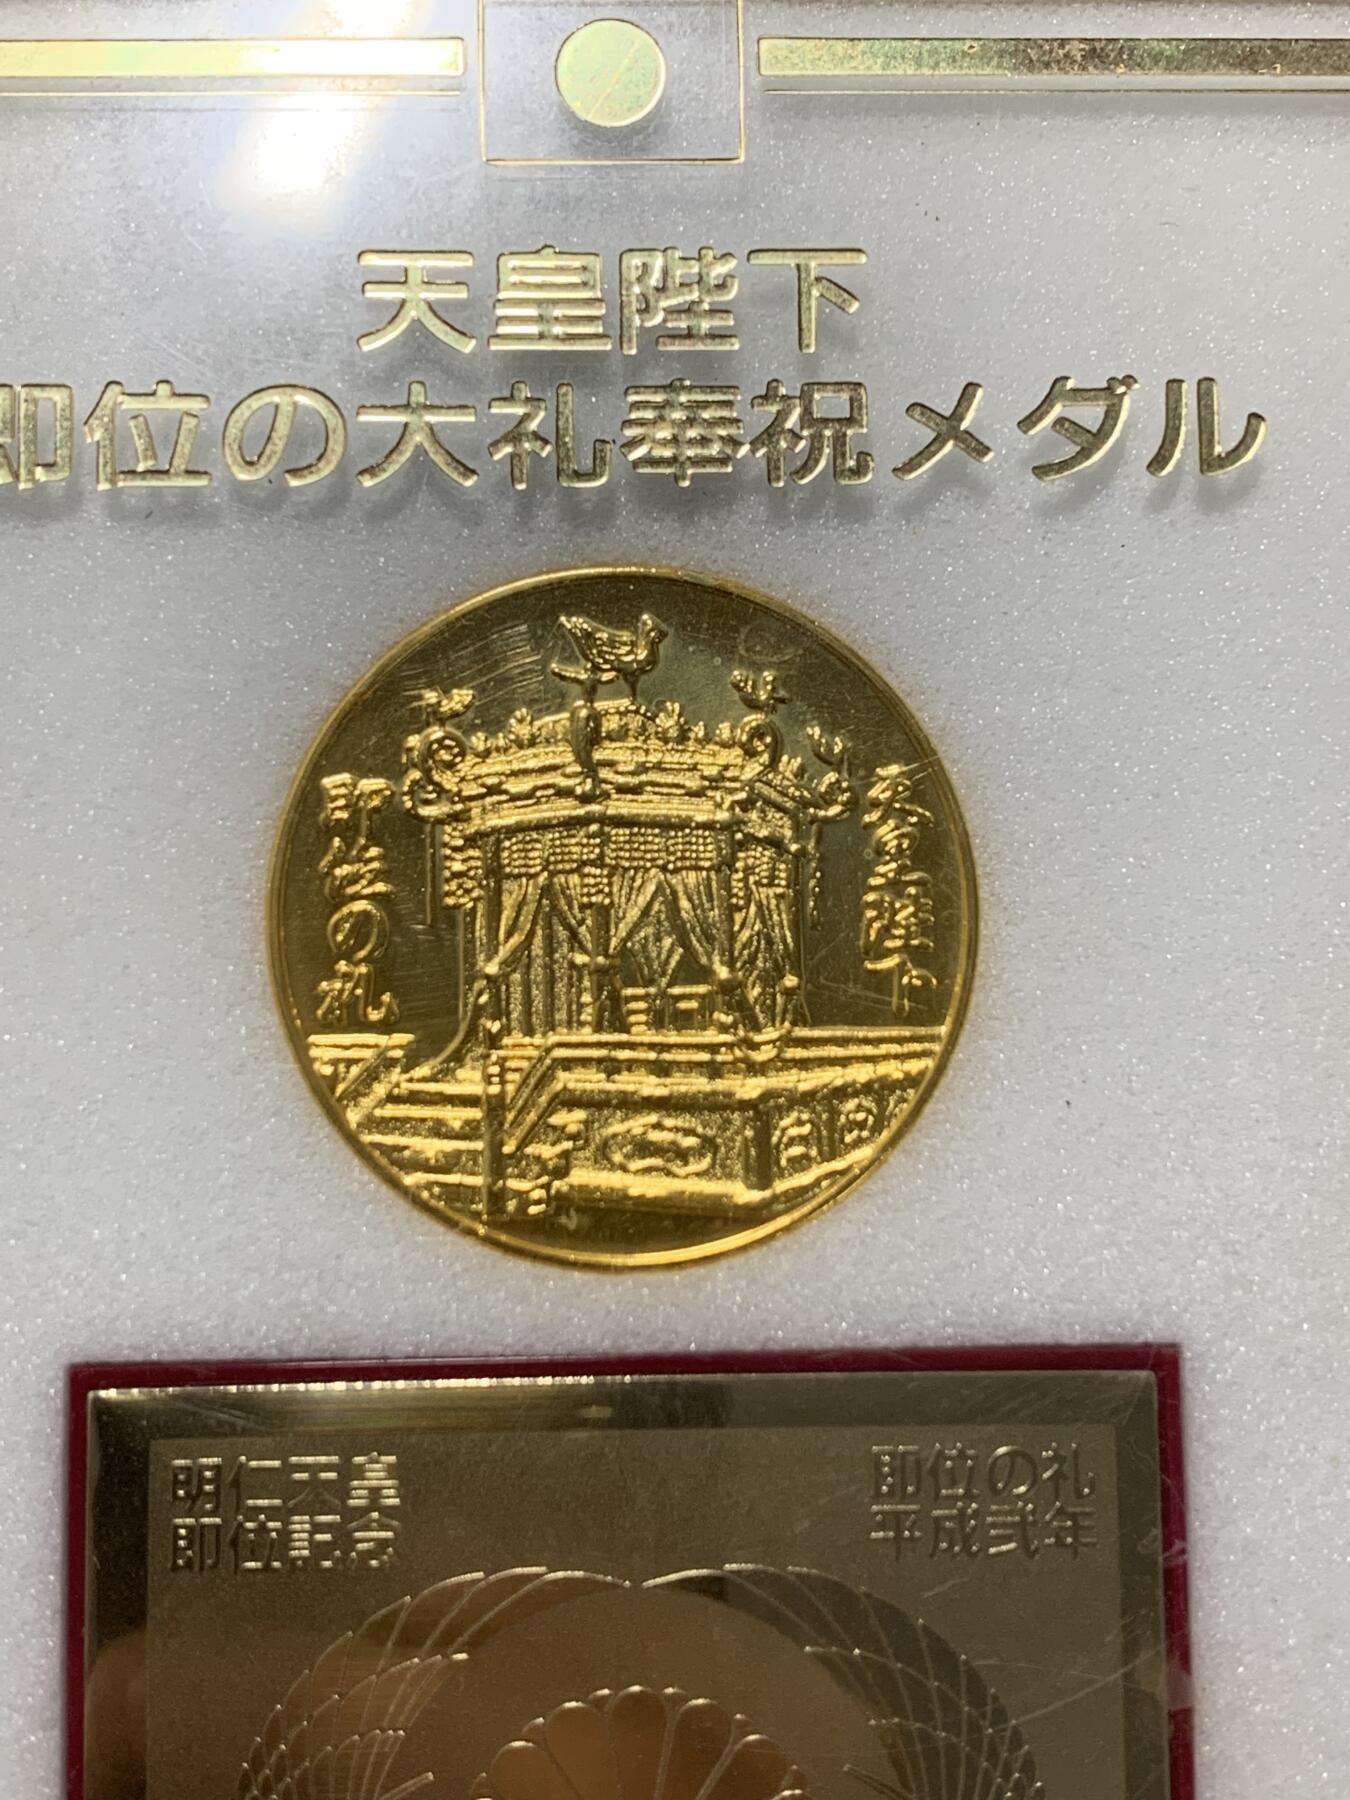 天皇陛下
即位の大礼奉祝メダル
天皇陛下
即位の礼
明仁天皇
即位記念
即位の礼
平成弐年